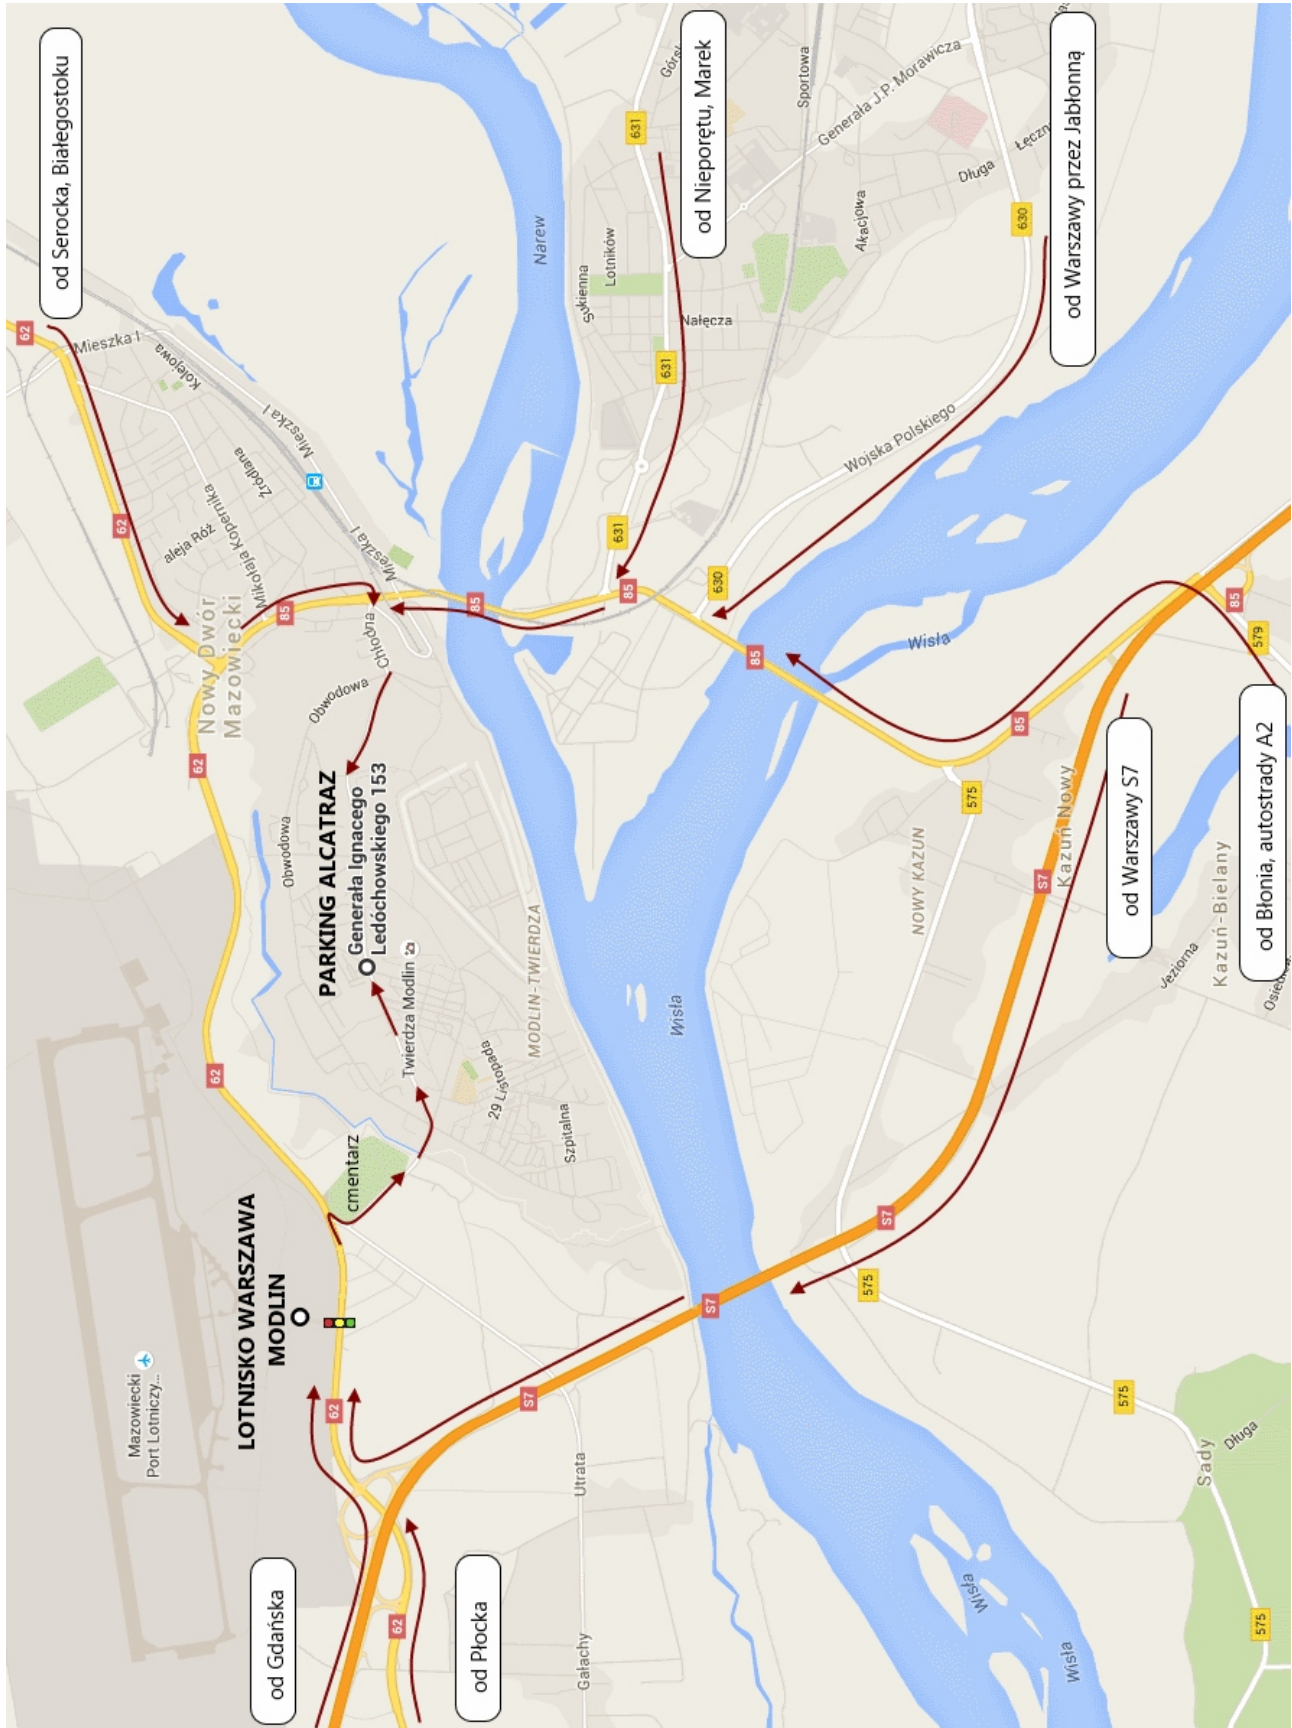 od Serocka, Białegostoku
od Nieporętu, Marek
od Warszawy przez Jabłonną
od Warszawy S7
od Błonia, autostrady A2
od Gdańska
od Płocka
LOTNISKO WARSZAWA
MODLIN
PARKING ALCATRAZ
Generała Ignacego
Ledóchowskiego 153
cmentarz
Mazowiecki
Port Lotniczy...
Nowy Dwór
Mazowiecki
Twierdza Modlin
MODLIN-TWIERDZA
29 Listopada
Szpitalna
Obwodowa
Obwodowa
Chłodna
Mieszka I
Mieszka I
Mieszka I
Kolejowa
Źródlana
Mikołaja Kopernika
aleja Róż
Narew
Sukienna
Lotników
Nałęcza
Sportowa
Generała J.P. Morawicza
Akacjowa
Długa
Wojska Polskiego
Wisła
Wisła
Wisła
Wisła
NOWY KAZUN
Kazuń Nowy
Kazuń-Bielany
Jeziorna
Sady
Długa
Utrata
Gałachy
62
62
62
62
62
62
85
85
85
85
85
85
631
631
631
630
630
579
575
575
575
575
S7
S7
S7
S7